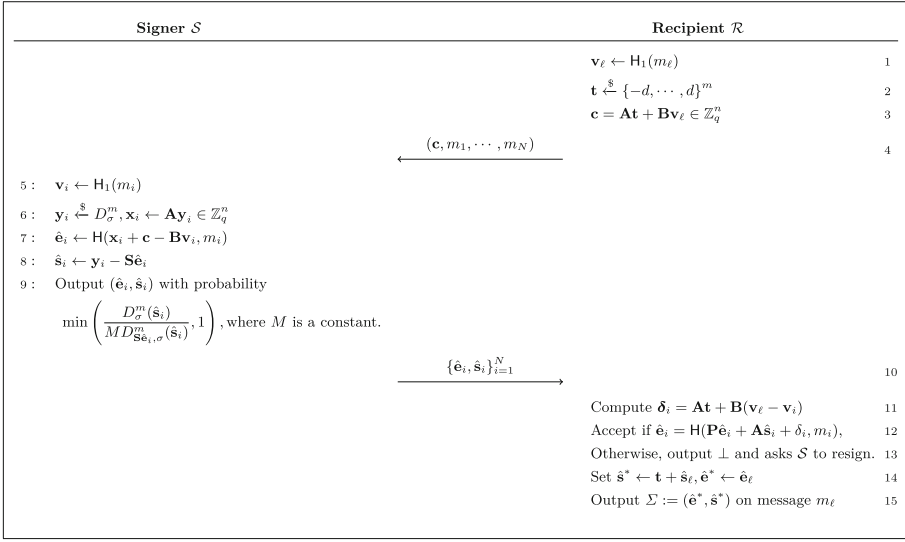 Signer 𝒮 Recipient ℛ
v_ℓ ← H₁(m_ℓ) 1
t ←$ {−d, ⋯ , d}^m 2
c = At + Bv_ℓ ∈ ℤ_q^n 3
(c, m₁, ⋯ , m_N) 4
5 : v_i ← H₁(m_i)
6 : y_i ←$ D_σ^m, x_i ← Ay_i ∈ ℤ_q^n
7 : ê_i ← H(x_i + c − Bv_i, m_i)
8 : ŝ_i ← y_i − Sê_i
9 : Output (ê_i, ŝ_i) with probability
min ( D_σ^m(ŝ_i) / M D_{Sê_i,σ}^m(ŝ_i) , 1 ) , where M is a constant.
{ê_i, ŝ_i}_{i=1}^N 10
Compute δ_i = At + B(v_ℓ − v_i) 11
Accept if ê_i = H(Pê_i + Aŝ_i + δ_i, m_i), 12
Otherwise, output ⊥ and asks 𝒮 to resign. 13
Set ŝ* ← t + ŝ_ℓ, ê* ← ê_ℓ 14
Output Σ := (ê*, ŝ*) on message m_ℓ 15